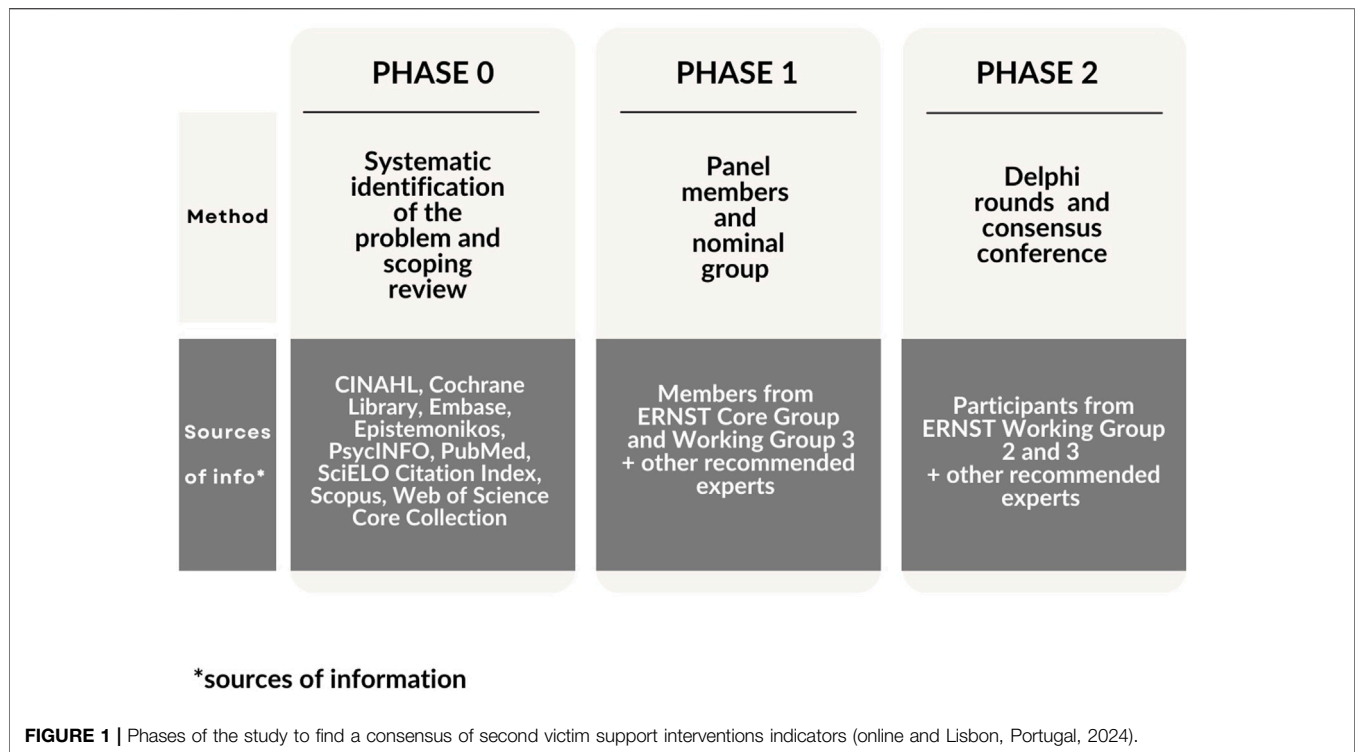 PHASE 0
PHASE 1
PHASE 2
Method
Systematic
identification
of the
problem and
scoping
review
Panel
members
and
nominal
group
Delphi
rounds and
consensus
conference
Sources
of info*
CINAHL, Cochrane
Library, Embase,
Epistemonikos,
PsycINFO, PubMed,
SciELO Citation Index,
Scopus, Web of Science
Core Collection
Members from
ERNST Core Group
and Working Group 3
+ other recommended
experts
Participants from
ERNST Working Group
2 and 3
+ other recommended
experts
*sources of information
FIGURE 1 | Phases of the study to find a consensus of second victim support interventions indicators (online and Lisbon, Portugal, 2024).